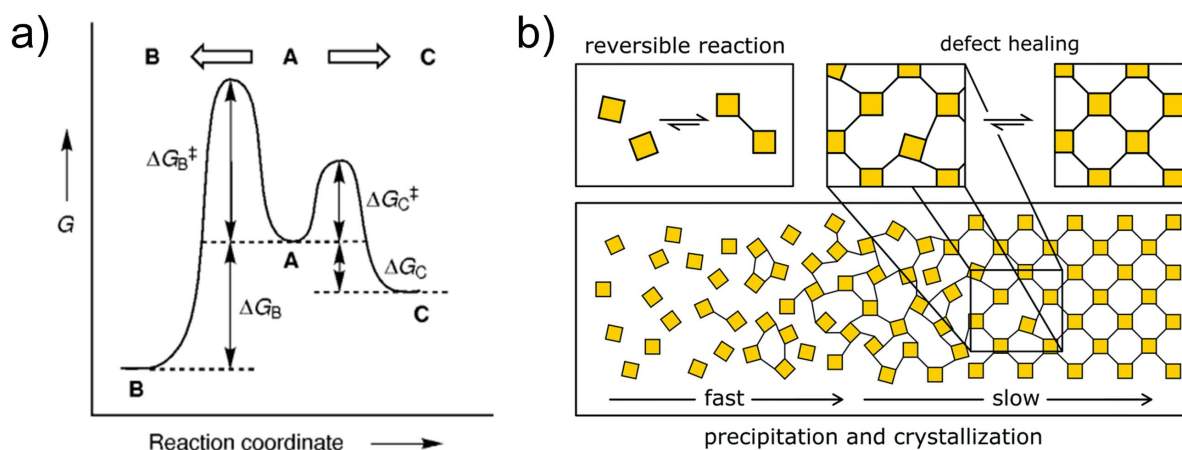 a)
B A C
ΔG_B‡
ΔG_C‡
G
A
ΔG_C
ΔG_B
C
B
Reaction coordinate
b)
reversible reaction
defect healing
fast
slow
precipitation and crystallization